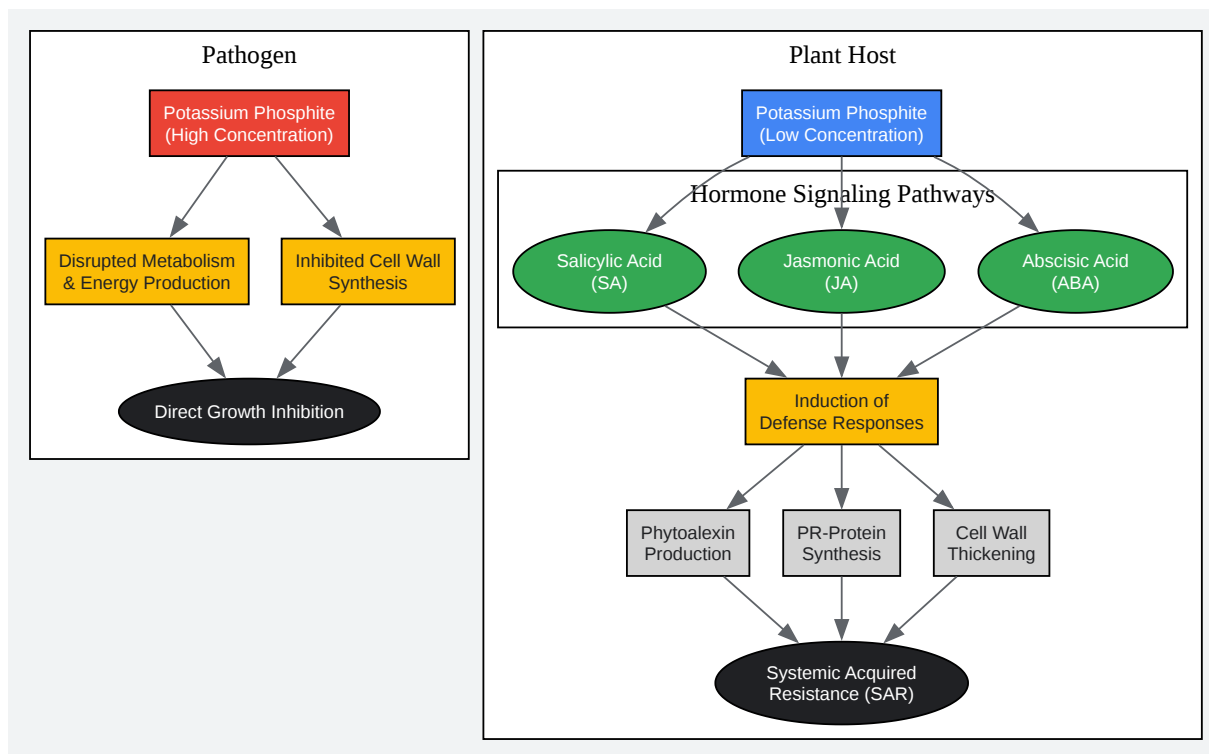 Pathogen
Potassium Phosphite
(High Concentration)
Disrupted Metabolism
& Energy Production
Inhibited Cell Wall
Synthesis
Direct Growth Inhibition
Plant Host
Potassium Phosphite
(Low Concentration)
Hormone Signaling Pathways
Salicylic Acid
(SA)
Jasmonic Acid
(JA)
Abscisic Acid
(ABA)
Induction of
Defense Responses
Phytoalexin
Production
PR-Protein
Synthesis
Cell Wall
Thickening
Systemic Acquired
Resistance (SAR)